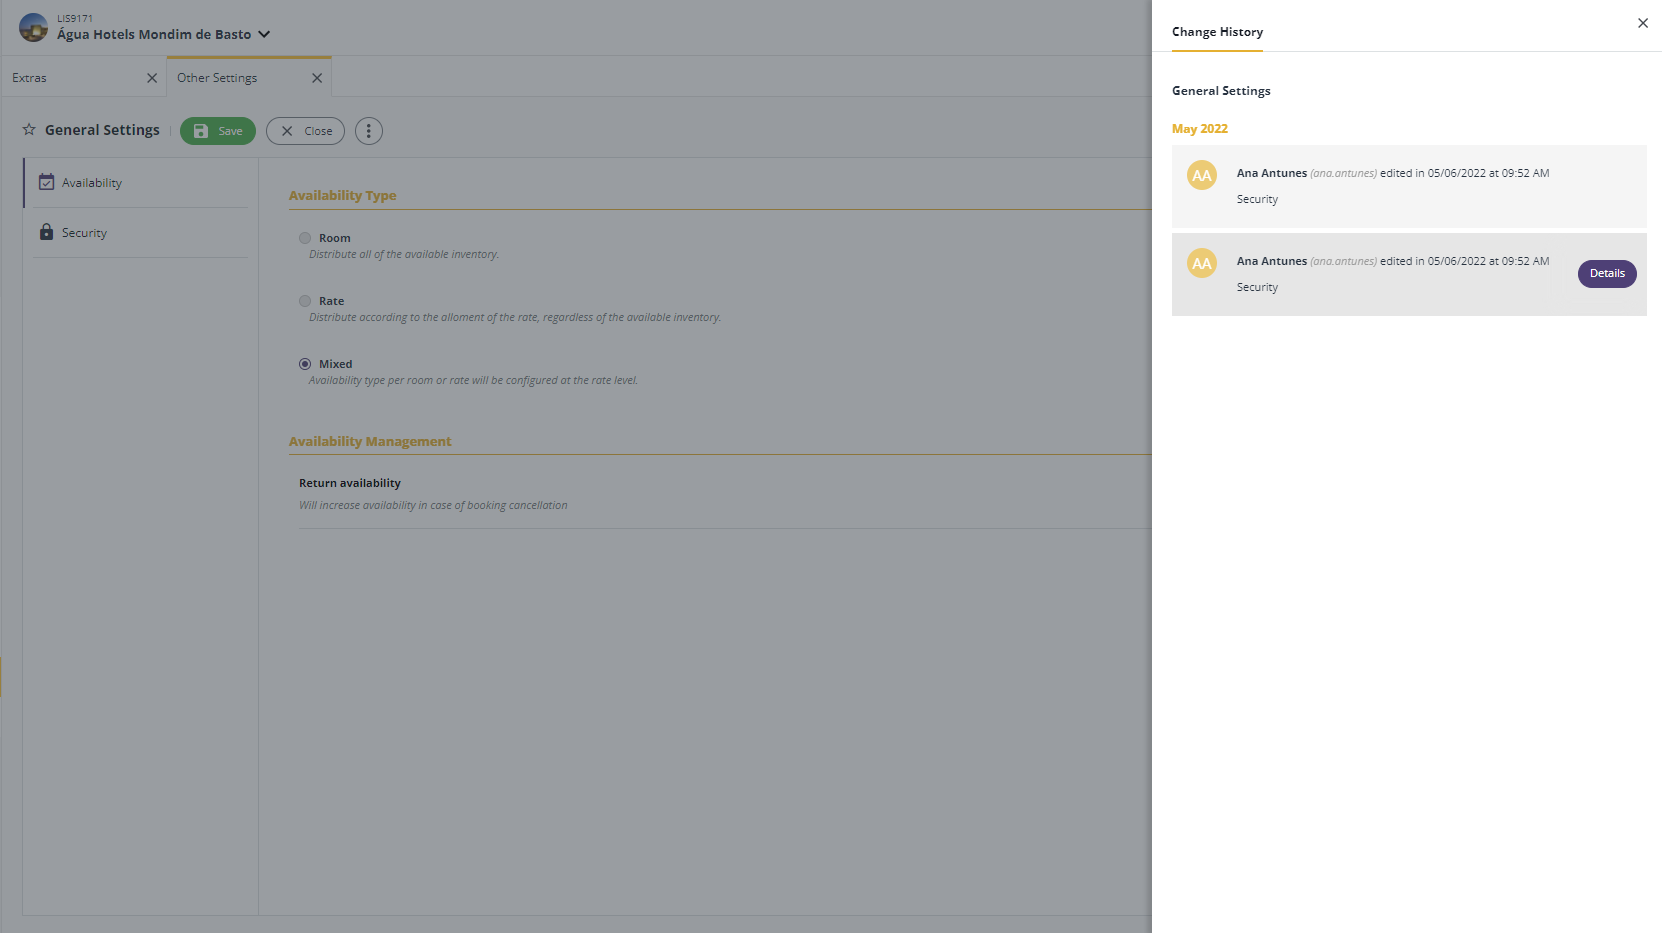 LIS9171
Água Hotels Mondim de Basto
Extras
Other Settings
General Settings
Save
Close
Availability
Security
Availability Type
Room
Distribute all of the available inventory.
Rate
Distribute according to the alloment of the rate, regardless of the available inventory.
Mixed
Availability type per room or rate will be configured at the rate level.
Availability Management
Return availability
Will increase availability in case of booking cancellation
Change History
General Settings
May 2022
AA
Ana Antunes (ana.antunes) edited in 05/06/2022 at 09:52 AM
Security
AA
Ana Antunes (ana.antunes) edited in 05/06/2022 at 09:52 AM
Security
Details